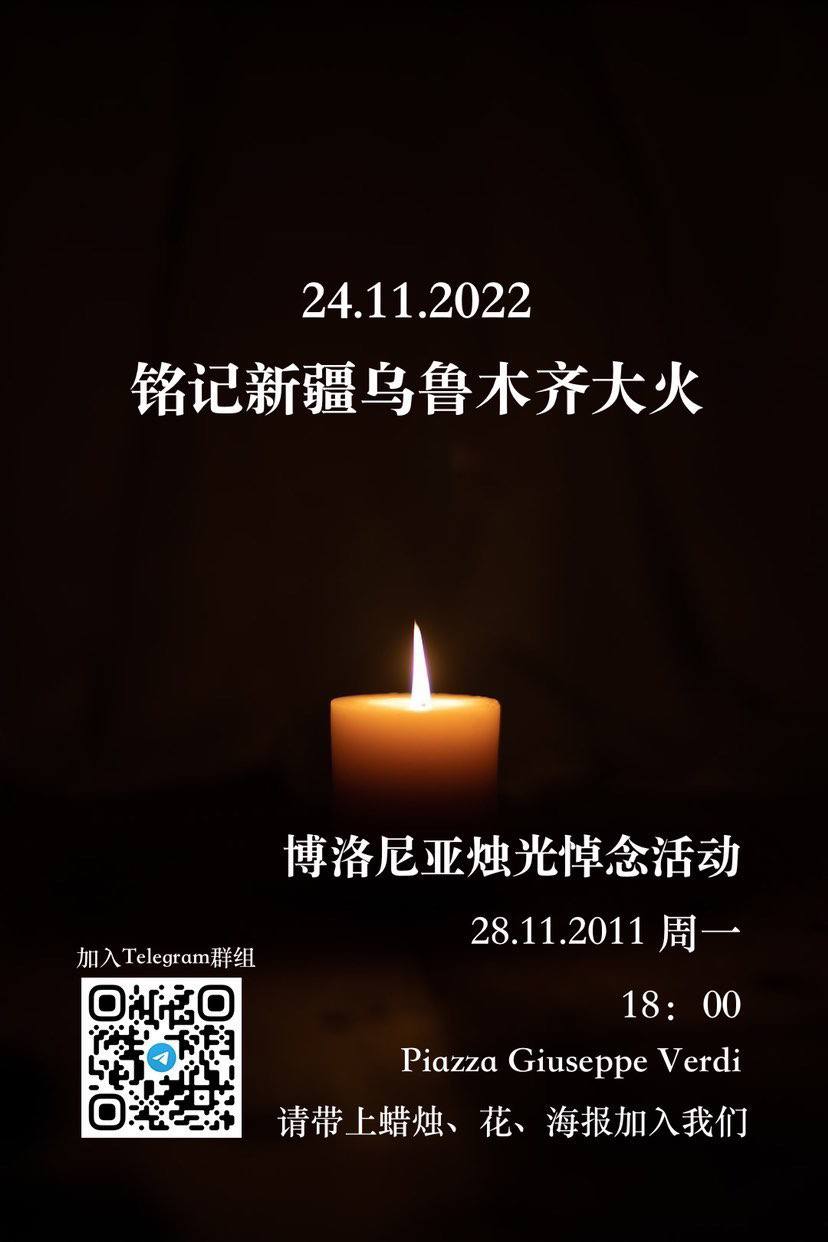 24.11.2022
铭记新疆乌鲁木齐大火
博洛尼亚烛光悼念活动
28.11.2011 周一
18：00
Piazza Giuseppe Verdi
请带上蜡烛、花、海报加入我们
加入Telegram群组